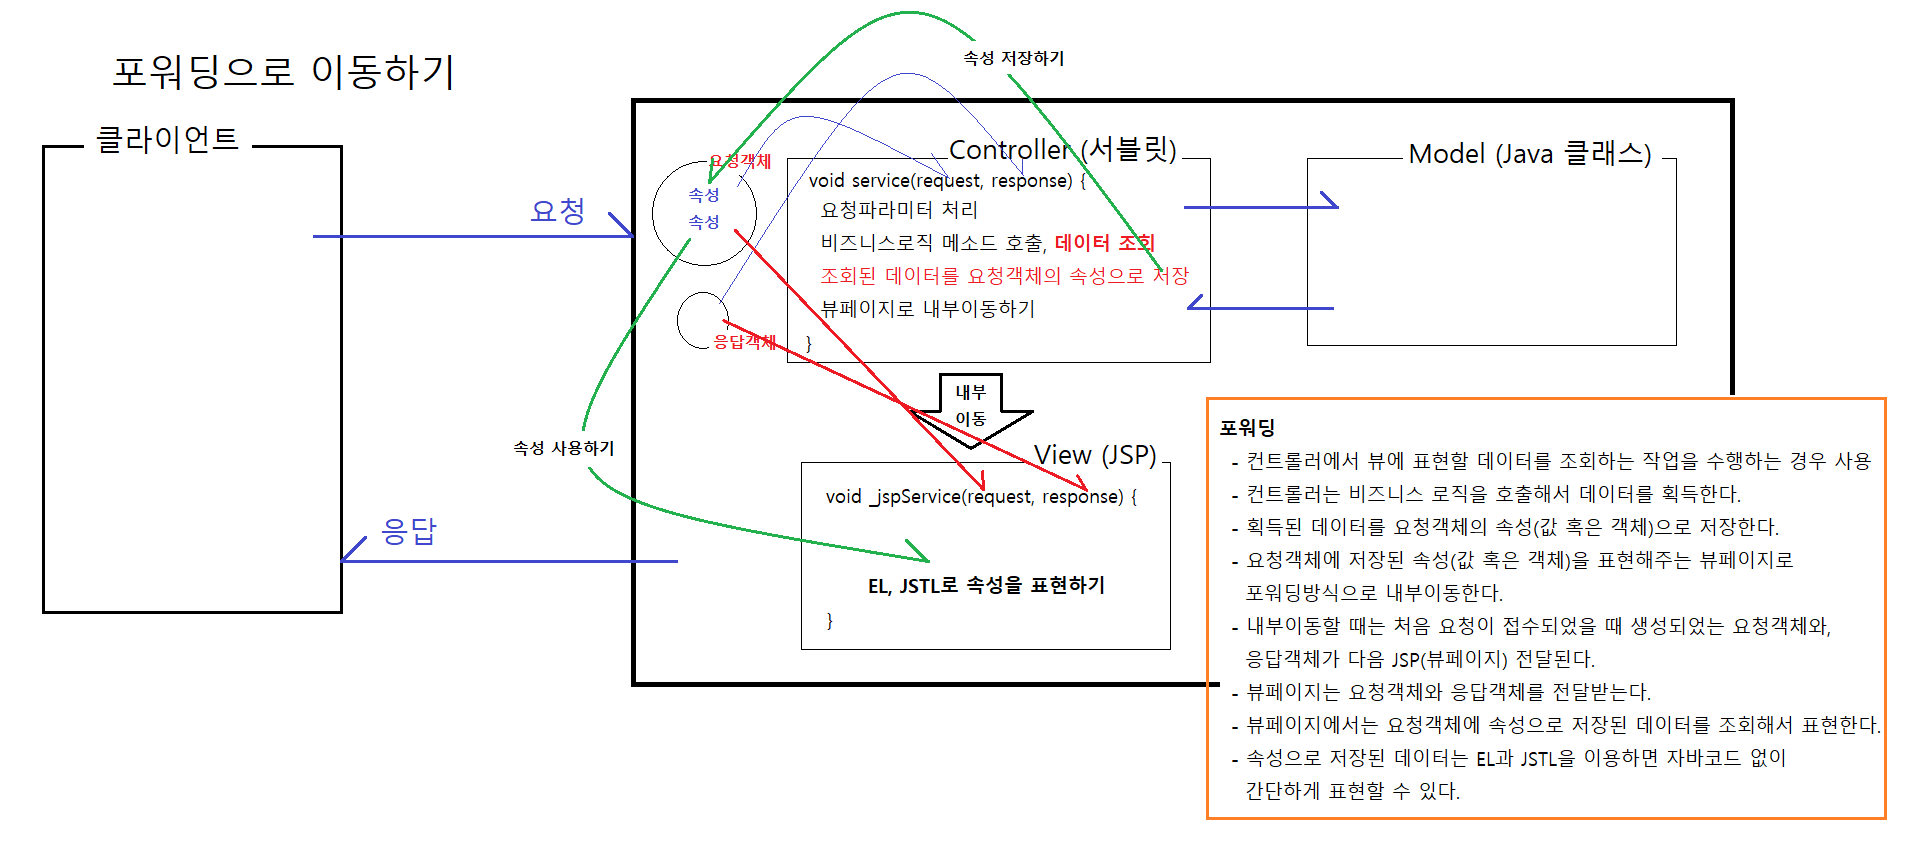 포워딩으로 이동하기
클라이언트
요청
응답
속성 저장하기
요청객체
속성
속성
응답객체
Controller (서블릿)
void service(request, response) {
요청파라미터 처리
비즈니스로직 메소드 호출, 데이터 조회
조회된 데이터를 요청객체의 속성으로 저장
뷰페이지로 내부이동하기
}
Model (Java 클래스)
내부
이동
속성 사용하기
View (JSP)
void _jspService(request, response) {
EL, JSTL로 속성을 표현하기
}
포워딩
- 컨트롤러에서 뷰에 표현할 데이터를 조회하는 작업을 수행하는 경우 사용
- 컨트롤러는 비즈니스 로직을 호출해서 데이터를 획득한다.
- 획득된 데이터를 요청객체의 속성(값 혹은 객체)으로 저장한다.
- 요청객체에 저장된 속성(값 혹은 객체)을 표현해주는 뷰페이지로
포워딩방식으로 내부이동한다.
- 내부이동할 때는 처음 요청이 접수되었을 때 생성되었는 요청객체와,
응답객체가 다음 JSP(뷰페이지) 전달된다.
- 뷰페이지는 요청객체와 응답객체를 전달받는다.
- 뷰페이지에서는 요청객체에 속성으로 저장된 데이터를 조회해서 표현한다.
- 속성으로 저장된 데이터는 EL과 JSTL을 이용하면 자바코드 없이
간단하게 표현할 수 있다.